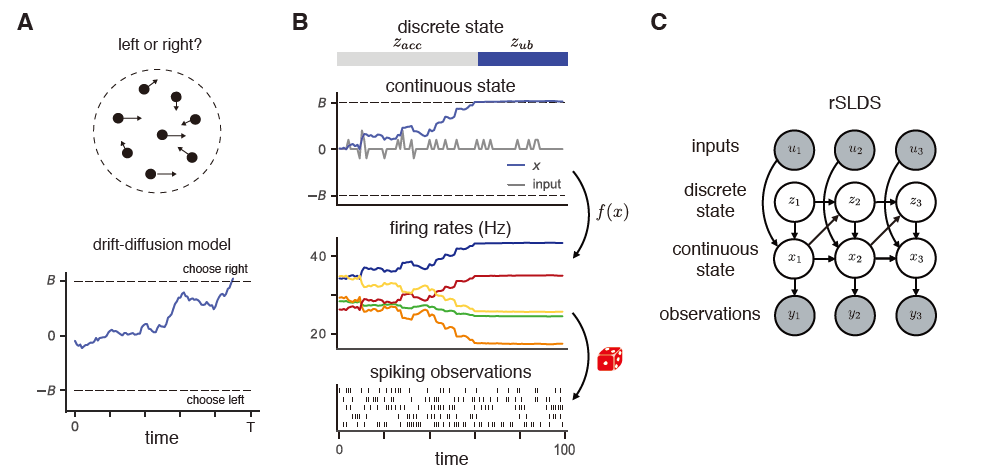 A
left or right?
drift-diffusion model
choose right
B
0
−B
choose left
0
T
time
B
discrete state
z_acc
z_ub
continuous state
B
0
−B
x
input
f(x)
firing rates (Hz)
40
20
spiking observations
0
100
time
C
rSLDS
inputs
u_1
u_2
u_3
discrete
state
z_1
z_2
z_3
continuous
state
x_1
x_2
x_3
observations
y_1
y_2
y_3